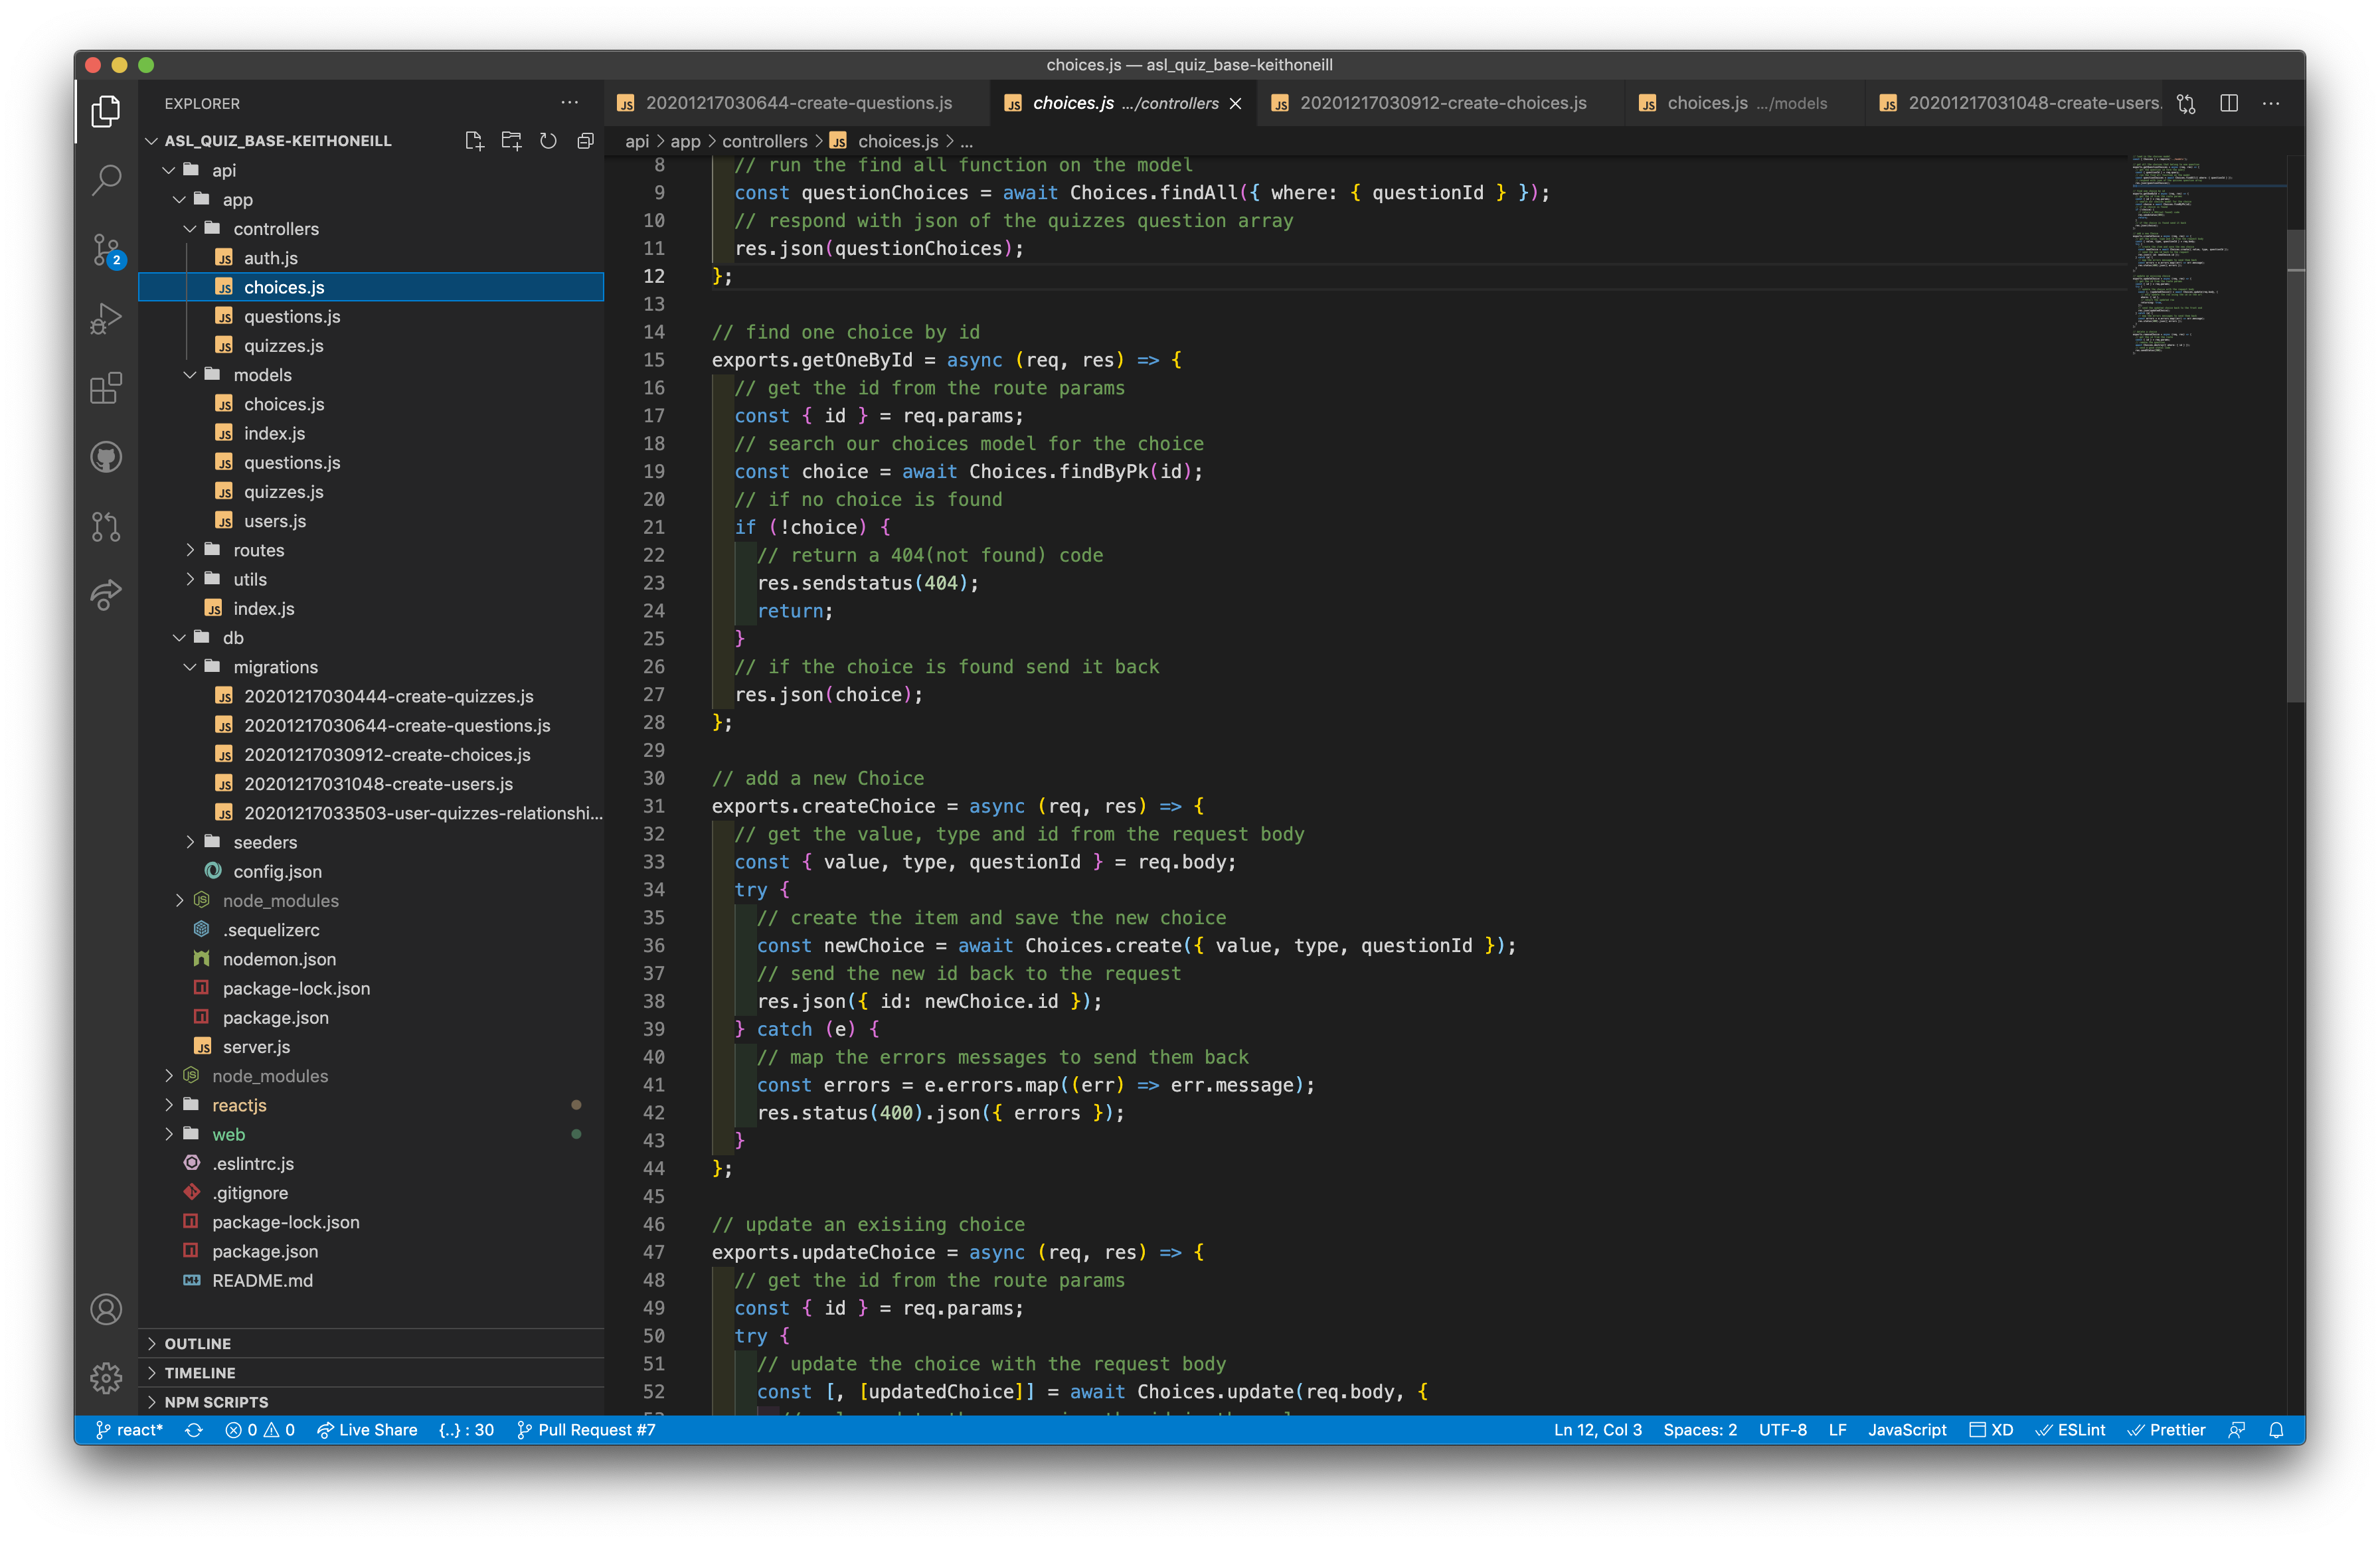 choices.js — asl_quiz_base-keithoneill
EXPLORER
ASL_QUIZ_BASE-KEITHONEILL
api
app
controllers
auth.js
choices.js
questions.js
quizzes.js
models
choices.js
index.js
questions.js
quizzes.js
users.js
routes
utils
index.js
db
migrations
20201217030444-create-quizzes.js
20201217030644-create-questions.js
20201217030912-create-choices.js
20201217031048-create-users.js
20201217033503-user-quizzes-relationshi...
seeders
config.json
node_modules
.sequelizerc
nodemon.json
package-lock.json
package.json
server.js
node_modules
reactjs
web
.eslintrc.js
.gitignore
package-lock.json
package.json
README.md
OUTLINE
TIMELINE
NPM SCRIPTS
20201217030644-create-questions.js
choices.js .../controllers
20201217030912-create-choices.js
choices.js .../models
20201217031048-create-users.
api > app > controllers > choices.js > ...
8 // run the find all function on the model
9 const questionChoices = await Choices.findAll({ where: { questionId } });
10 // respond with json of the quizzes question array
11 res.json(questionChoices);
12 };
13
14 // find one choice by id
15 exports.getOneById = async (req, res) => {
16 // get the id from the route params
17 const { id } = req.params;
18 // search our choices model for the choice
19 const choice = await Choices.findByPk(id);
20 // if no choice is found
21 if (!choice) {
22 // return a 404(not found) code
23 res.sendstatus(404);
24 return;
25 }
26 // if the choice is found send it back
27 res.json(choice);
28 };
29
30 // add a new Choice
31 exports.createChoice = async (req, res) => {
32 // get the value, type and id from the request body
33 const { value, type, questionId } = req.body;
34 try {
35 // create the item and save the new choice
36 const newChoice = await Choices.create({ value, type, questionId });
37 // send the new id back to the request
38 res.json({ id: newChoice.id });
39 } catch (e) {
40 // map the errors messages to send them back
41 const errors = e.errors.map((err) => err.message);
42 res.status(400).json({ errors });
43 }
44 };
45
46 // update an exisiing choice
47 exports.updateChoice = async (req, res) => {
48 // get the id from the route params
49 const { id } = req.params;
50 try {
51 // update the choice with the request body
52 const [, [updatedChoice]] = await Choices.update(req.body, {
2
react* 0 0 Live Share {..} : 30 Pull Request #7 Ln 12, Col 3 Spaces: 2 UTF-8 LF JavaScript XD ESLint Prettier